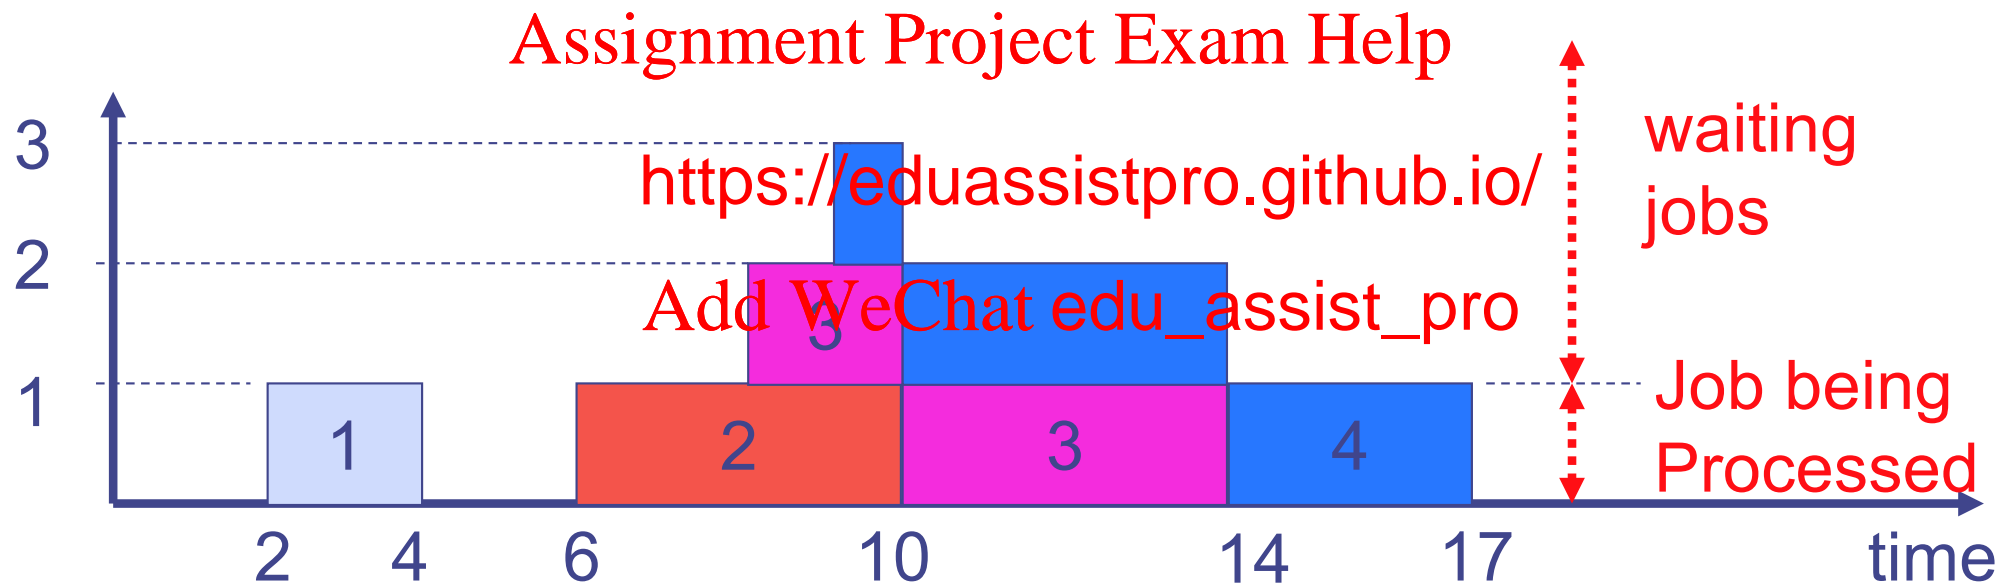 Assignment Project Exam Help
3
waiting
https://eduassistpro.github.io/
jobs
2
Add WeChat edu_assist_pro
3
1
Job being
1
2
3
4
Processed
2 4 6 10 14 17 time